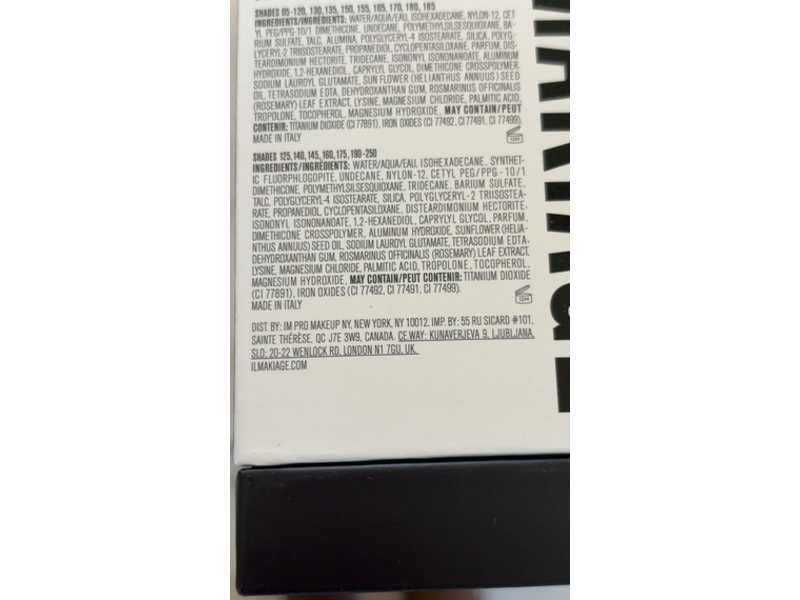 SHADES 05-120, 130, 135, 150, 155, 185, 170, 180, 185
INGREDIENTS/INGREDIENTS: WATER/AQUA/EAU, ISOHEXADECANE, NYLON-12, CET
YL PEG/PPG-10/1 DIMETHICONE, UNDECANE, POLYMETHYLSILSESQUIOXANE, BA-
RIUM SULFATE, TALC, ALUMINA, POLYGLYCERYL-4 ISOSTEARATE, SILICA, POLYG-
LYCERYL-2 TRIISOSTEARATE, PROPANEDIOL, CYCLOPENTASILOXANE, PARFUM, DIS-
TEARDIMONIUM HECTORITE, TRIDECANE, ISONONYL ISONONANOATE, ALUMINUM
HYDROXIDE, 1,2-HEXANEDIOL, CAPRYLYL GLYCOL, DIMETHICONE CROSSPOLYMER,
SODIUM LAUROYL GLUTAMATE, SUN FLOWER (HELIANTHUS ANNUUS) SEED
OIL, TETRASODIUM EDTA, DEHYDROXANTHAN GUM, ROSMARINUS OFFICINALIS
(ROSEMARY) LEAF EXTRACT, LYSINE, MAGNESIUM CHLORIDE, PALMITIC ACID,
TROPOLONE, TOCOPHEROL, MAGNESIUM HYDROXIDE, MAY CONTAIN/PEUT
CONTENIR: TITANIUM DIOXIDE (CI 77891), IRON OXIDES (CI 77492, CI 77491, CI 77499).
MADE IN ITALY
12M
SHADES 125,140, 145, 160, 175, 190-250
INGREDIENTS/INGREDIENTS: WATER/AQUA/EAU, ISOHEXADECANE, SYNTHET-
IC FLUORPHLOGOPITE, UNDECANE, NYLON-12, CETYL PEG/PPG-10/1
DIMETHICONE, POLYMETHYLSILSESQUIOXANE, TRIDECANE, BARIUM SULFATE,
TALC, POLYGLYCERYL-4 ISOSTEARATE, SILICA, POLYGLYCERYL-2 TRIISOSTEA-
RATE, PROPANEDIOL, CYCLOPENTASILOXANE, DISTEARDIMONIUM HECTORITE,
ISONONYL ISONONANOATE, 1,2-HEXANEDIOL, CAPRYLYL GLYCOL, PARFUM,
DIMETHICONE CROSSPOLYMER, ALUMINUM HYDROXIDE, SUNFLOWER (HELIA-
NTHUS ANNUUS) SEED OIL, SODIUM LAUROYL GLUTAMATE, TETRASODIUM EDTA,
DEHYDROXANTHAN GUM, ROSMARINUS OFFICINALIS (ROSEMARY) LEAF EXTRACT,
LYSINE, MAGNESIUM CHLORIDE, PALMITIC ACID, TROPOLONE, TOCOPHEROL,
MAGNESIUM HYDROXIDE, MAY CONTAIN/PEUT CONTENIR: TITANIUM DIOXIDE
(CI 77891), IRON OXIDES (CI 77492, CI 77491, CI 77499).
MADE IN ITALY
12M
DIST. BY: IM PRO MAKEUP NY, NEW YORK, NY 10012. IMP. BY: 55 RU SICARD #101,
SAINTE THÉRÈSE, QC J7E 3W9, CANADA. CE.WAY: KUNAVERJEVA 9, LJUBLJANA,
SLO; 20-22 WENLOCK RD, LONDON N1 7GU, UK.
ILMAKIAGE.COM